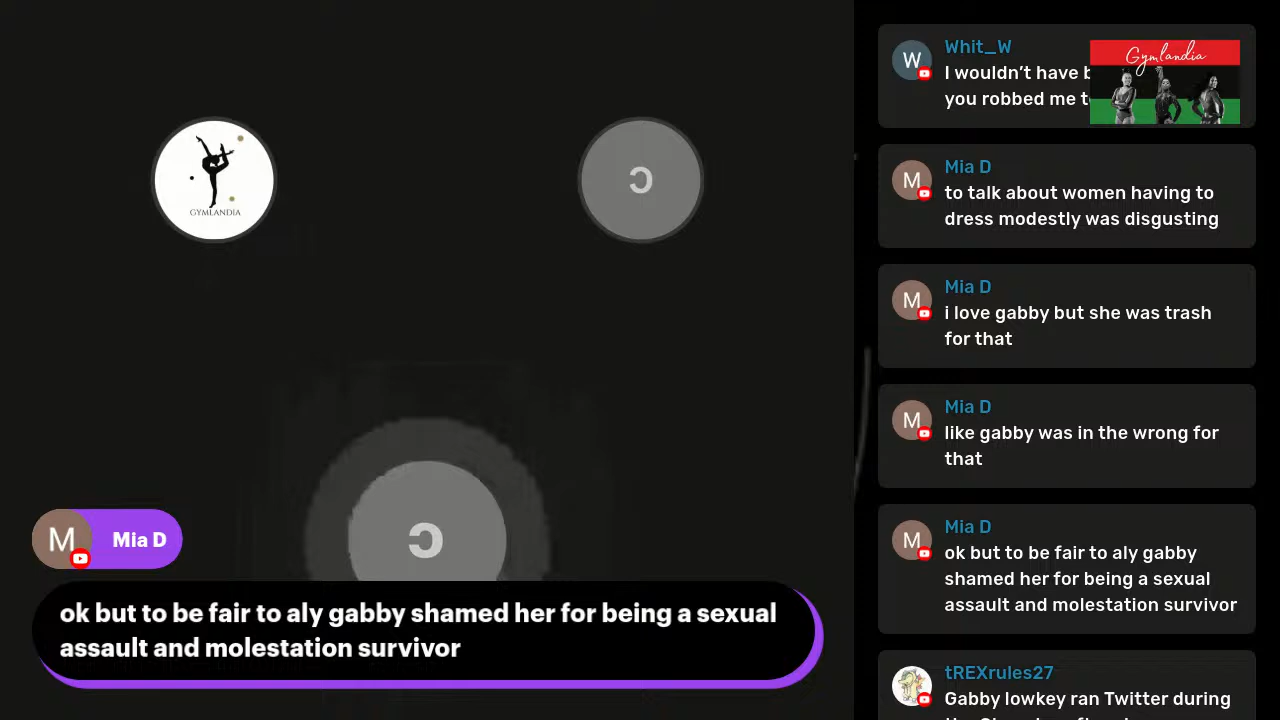 GYMLANDIA
M
Mia D
ok but to be fair to aly gabby shamed her for being a sexual
assault and molestation survivor
W
Whit_W
I wouldn't have
you robbed me
Gymlandia
M
Mia D
to talk about women having to
dress modestly was disgusting
M
Mia D
i love gabby but she was trash
for that
M
Mia D
like gabby was in the wrong for
that
M
Mia D
ok but to be fair to aly gabby
shamed her for being a sexual
assault and molestation survivor
tREXrules27
Gabby lowkey ran Twitter during